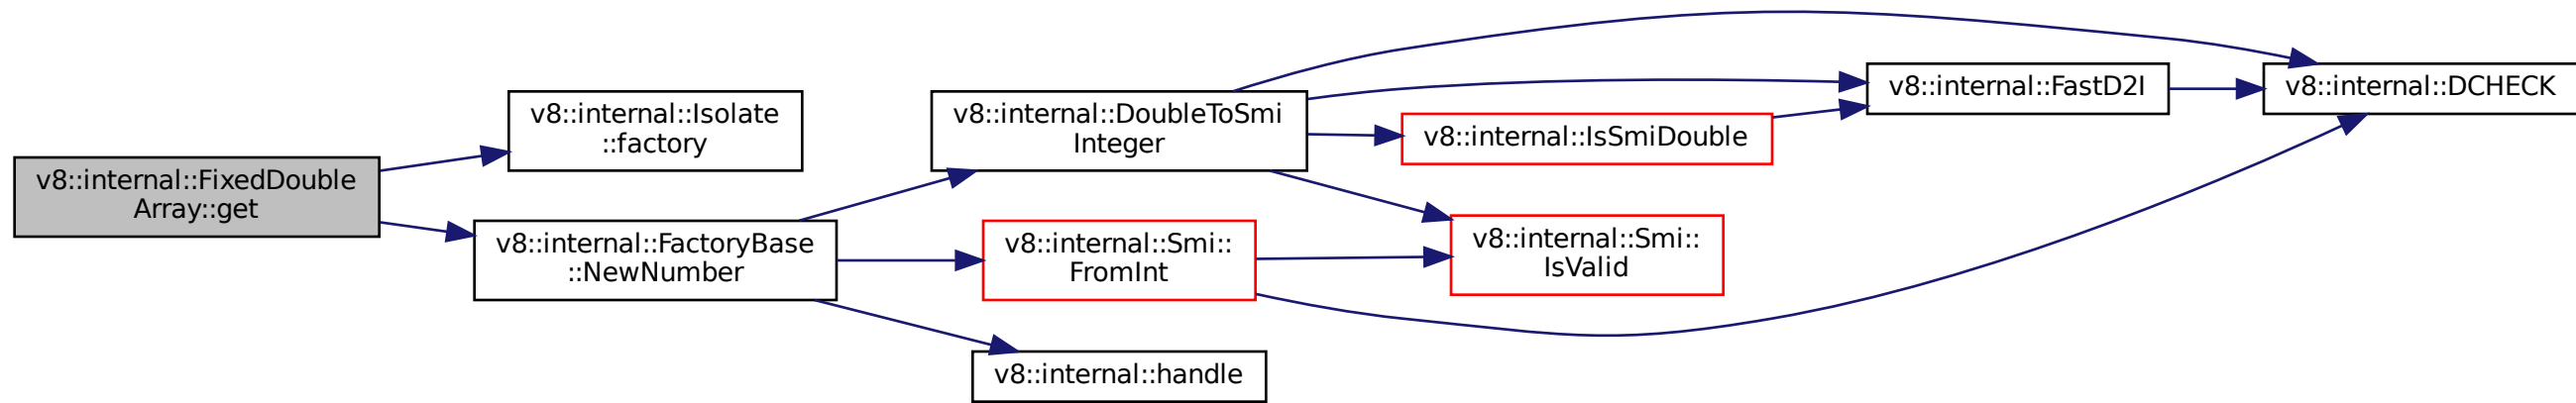 v8::internal::FixedDouble
Array::get
v8::internal::Isolate
::factory
v8::internal::FactoryBase
::NewNumber
v8::internal::DoubleToSmi
Integer
v8::internal::Smi::
FromInt
v8::internal::handle
v8::internal::IsSmiDouble
v8::internal::Smi::
IsValid
v8::internal::FastD2I
v8::internal::DCHECK